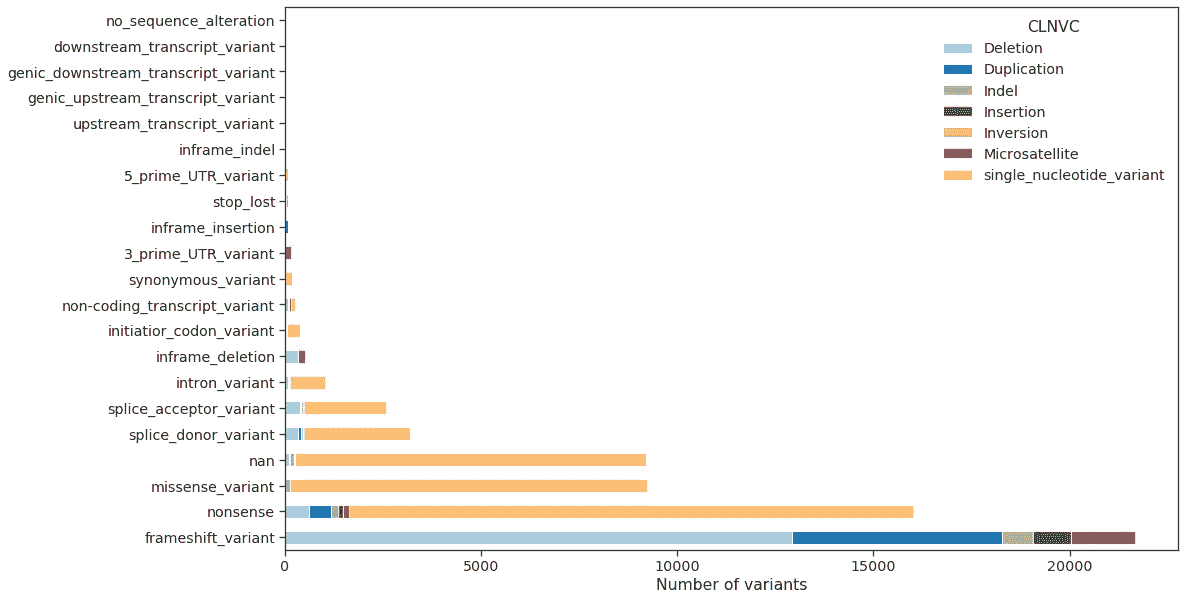 no_sequence_alteration
downstream_transcript_variant
genic_downstream_transcript_variant
genic_upstream_transcript_variant
upstream_transcript_variant
inframe_indel
5_prime_UTR_variant
stop_lost
inframe_insertion
3_prime_UTR_variant
synonymous_variant
non-coding_transcript_variant
initiatior_codon_variant
inframe_deletion
intron_variant
splice_acceptor_variant
splice_donor_variant
nan
missense_variant
nonsense
frameshift_variant
CLNVC
Deletion
Duplication
Indel
Insertion
Inversion
Microsatellite
single_nucleotide_variant
0 5000 10000 15000 20000
Number of variants